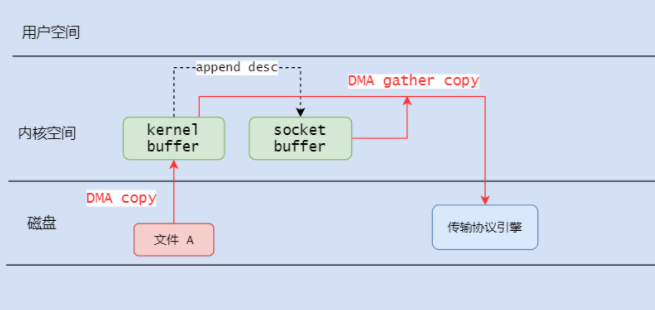 用户空间
append desc
DMA gather copy
内核空间
kernel
buffer
socket
buffer
DMA copy
磁盘
文件 A
传输协议引擎